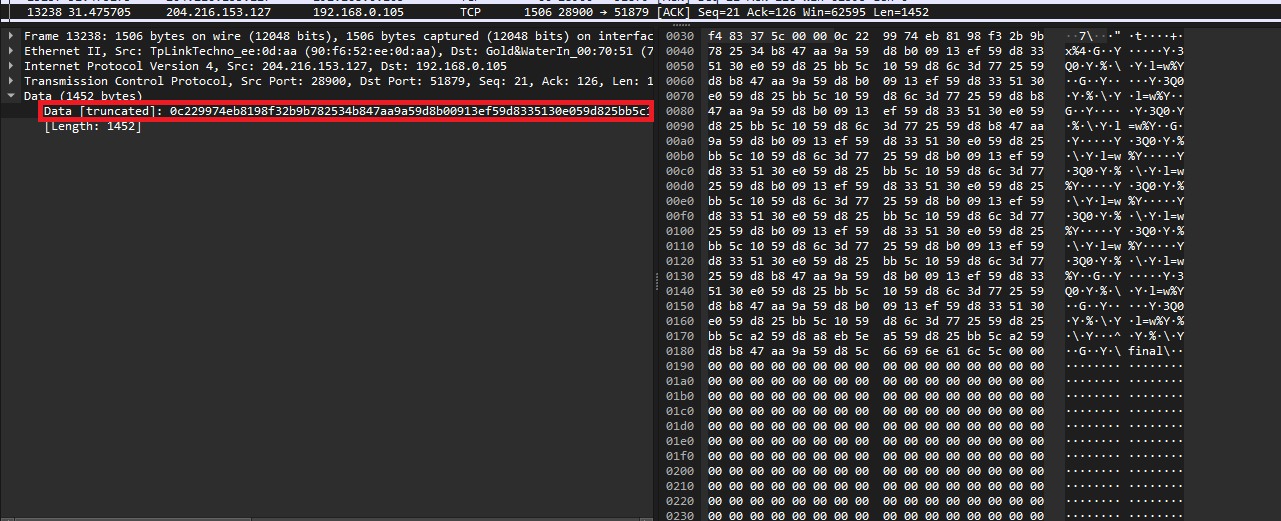 13238 31.475705 204.216.153.127 192.168.0.105 TCP 1506 28900 → 51879 [ACK] Seq=21 Ack=126 Win=62595 Len=1452
Frame 13238: 1506 bytes on wire (12048 bits), 1506 bytes captured (12048 bits) on interfac
Ethernet II, Src: TpLinkTechno_ee:0d:aa (90:f6:52:ee:0d:aa), Dst: Gold&WaterIn_00:70:51 (7
Internet Protocol Version 4, Src: 204.216.153.127, Dst: 192.168.0.105
Transmission Control Protocol, Src Port: 28900, Dst Port: 51879, Seq: 21, Ack: 126, Len: 1
Data (1452 bytes)
Data [truncated]: 0c229974eb8198f32b9b782534b847aa9a59d8b00913ef59d8335130e059d825bb5c1
[Length: 1452]
0030 f4 83 37 5c 00 00 0c 22 99 74 eb 81 98 f3 2b 9b ··7\···" ·t····+·
0040 78 25 34 b8 47 aa 9a 59 d8 b0 09 13 ef 59 d8 33 x%4·G··Y ·····Y·3
0050 51 30 e0 59 d8 25 bb 5c 10 59 d8 6c 3d 77 25 59 Q0·Y·%·\ ·Y·l=w%Y
0060 d8 b8 47 aa 9a 59 d8 b0 09 13 ef 59 d8 33 51 30 ··G··Y·· ···Y·3Q0
0070 e0 59 d8 25 bb 5c 10 59 d8 6c 3d 77 25 59 d8 b8 ·Y·%·\·Y ·l=w%Y··
0080 47 aa 9a 59 d8 b0 09 13 ef 59 d8 33 51 30 e0 59 G··Y···· ·Y·3Q0·Y
0090 d8 25 bb 5c 10 59 d8 6c 3d 77 25 59 d8 b8 47 aa ·%·\·Y·l =w%Y··G·
00a0 9a 59 d8 b0 09 13 ef 59 d8 33 51 30 e0 59 d8 25 ·Y·····Y ·3Q0·Y·%
00b0 bb 5c 10 59 d8 6c 3d 77 25 59 d8 b0 09 13 ef 59 ·\·Y·l=w %Y·····Y
00c0 d8 33 51 30 e0 59 d8 25 bb 5c 10 59 d8 6c 3d 77 ·3Q0·Y·% ·\·Y·l=w
00d0 25 59 d8 b0 09 13 ef 59 d8 33 51 30 e0 59 d8 25 %Y·····Y ·3Q0·Y·%
00e0 bb 5c 10 59 d8 6c 3d 77 25 59 d8 b0 09 13 ef 59 ·\·Y·l=w %Y·····Y
00f0 d8 33 51 30 e0 59 d8 25 bb 5c 10 59 d8 6c 3d 77 ·3Q0·Y·% ·\·Y·l=w
0100 25 59 d8 b0 09 13 ef 59 d8 33 51 30 e0 59 d8 25 %Y·····Y ·3Q0·Y·%
0110 bb 5c 10 59 d8 6c 3d 77 25 59 d8 b0 09 13 ef 59 ·\·Y·l=w %Y·····Y
0120 d8 33 51 30 e0 59 d8 25 bb 5c 10 59 d8 6c 3d 77 ·3Q0·Y·% ·\·Y·l=w
0130 25 59 d8 b8 47 aa 9a 59 d8 b0 09 13 ef 59 d8 33 %Y··G··Y ·····Y·3
0140 51 30 e0 59 d8 25 bb 5c 10 59 d8 6c 3d 77 25 59 Q0·Y·%·\ ·Y·l=w%Y
0150 d8 b8 47 aa 9a 59 d8 b0 09 13 ef 59 d8 33 51 30 ··G··Y·· ···Y·3Q0
0160 e0 59 d8 25 bb 5c 10 59 d8 6c 3d 77 25 59 d8 25 ·Y·%·\·Y ·l=w%Y·%
0170 bb 5c a2 59 d8 a8 eb 5e a5 59 d8 25 bb 5c a2 59 ·\·Y···^ ·Y·%·\·Y
0180 d8 b8 47 aa 9a 59 d8 5c 66 69 6e 61 6c 5c 00 00 ··G··Y·\ final\··
0190 00 00 00 00 00 00 00 00 00 00 00 00 00 00 00 00 ········ ········
01a0 00 00 00 00 00 00 00 00 00 00 00 00 00 00 00 00 ········ ········
01b0 00 00 00 00 00 00 00 00 00 00 00 00 00 00 00 00 ········ ········
01c0 00 00 00 00 00 00 00 00 00 00 00 00 00 00 00 00 ········ ········
01d0 00 00 00 00 00 00 00 00 00 00 00 00 00 00 00 00 ········ ········
01e0 00 00 00 00 00 00 00 00 00 00 00 00 00 00 00 00 ········ ········
01f0 00 00 00 00 00 00 00 00 00 00 00 00 00 00 00 00 ········ ········
0200 00 00 00 00 00 00 00 00 00 00 00 00 00 00 00 00 ········ ········
0210 00 00 00 00 00 00 00 00 00 00 00 00 00 00 00 00 ········ ········
0220 00 00 00 00 00 00 00 00 00 00 00 00 00 00 00 00 ········ ········
0230 00 00 00 00 00 00 00 00 00 00 00 00 00 00 00 00 ········ ········